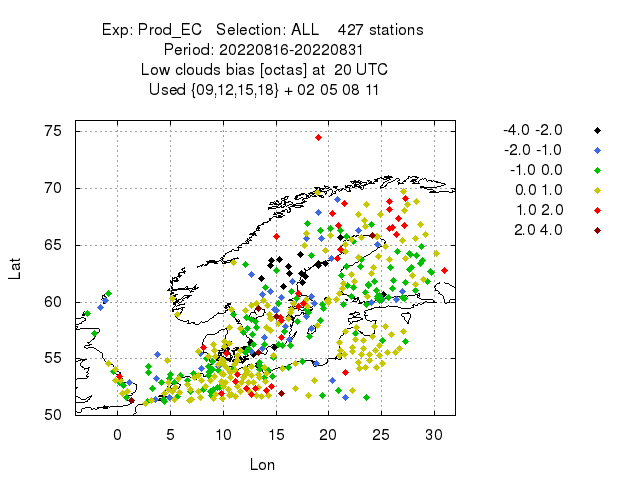 Exp: Prod_EC   Selection: ALL    427 stations
Period: 20220816-20220831
Low clouds bias [octas] at  20 UTC
Used {09,12,15,18} + 02 05 08 11
-4.0 -2.0
-2.0 -1.0
-1.0 0.0
0.0 1.0
1.0 2.0
2.0 4.0
75
70
65
60
55
50
Lat
0 5 10 15 20 25 30
Lon